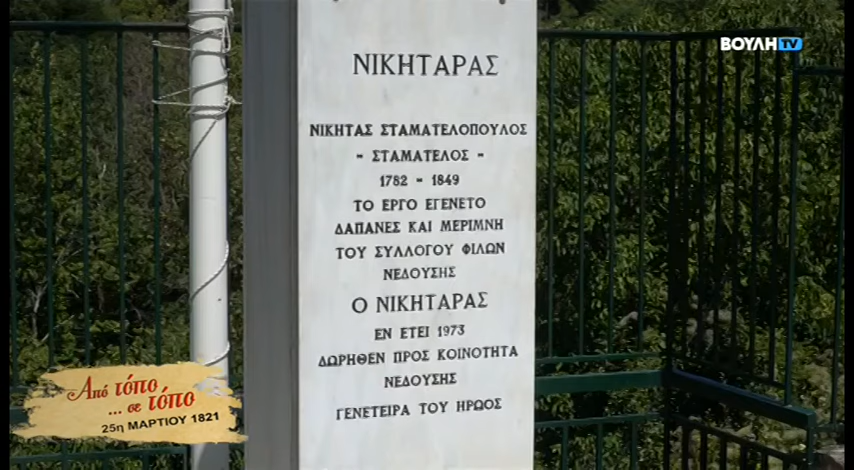 ΒΟΥΛΗ TV
ΝΙΚΗΤΑΡΑΣ
ΝΙΚΗΤΑΣ ΣΤΑΜΑΤΕΛΟΠΟΥΛΟΣ
- ΣΤΑΜΑΤΕΛΟΣ -
1782 - 1849
ΤΟ ΕΡΓΟ ΕΓΕΝΕΤΟ
ΔΑΠΑΝΕΣ ΚΑΙ ΜΕΡΙΜΝΗ
ΤΟΥ ΣΥΛΛΟΓΟΥ ΦΙΛΩΝ
ΝΕΔΟΥΣΗΣ
Ο ΝΙΚΗΤΑΡΑΣ
ΕΝ ΕΤΕΙ 1973
ΔΩΡΗΘΕΝ ΠΡΟΣ ΚΟΙΝΟΤΗΤΑ
ΝΕΔΟΥΣΗΣ
ΓΕΝΕΤΕΙΡΑ ΤΟΥ ΗΡΩΟΣ
Από τόπο
... σε τόπο
25η ΜΑΡΤΙΟΥ 1821